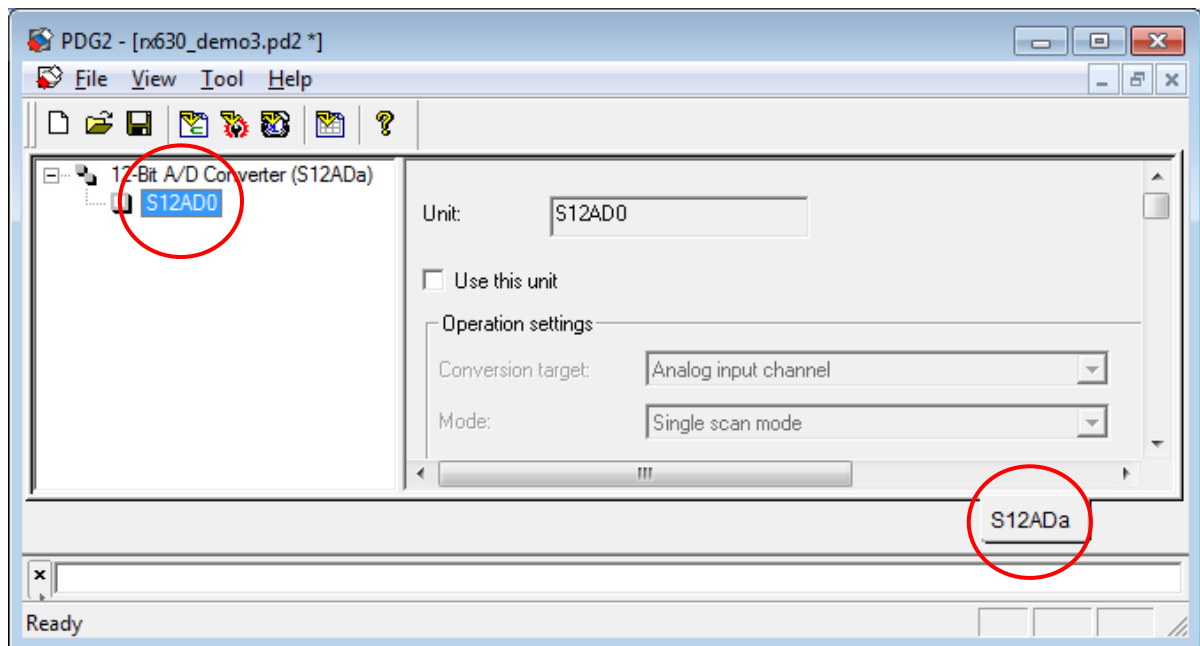 PDG2 - [rx630_demo3.pd2 *]
File View Tool Help
12-Bit A/D Converter (S12ADa)
S12AD0
Unit: S12AD0
Use this unit
Operation settings
Conversion target: Analog input channel
Mode: Single scan mode
S12ADa
Ready